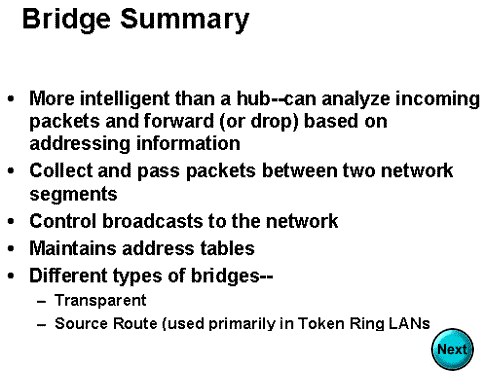 Bridge Summary
• More intelligent than a hub--can analyze incoming
packets and forward (or drop) based on
addressing information
• Collect and pass packets between two network
segments
• Control broadcasts to the network
• Maintains address tables
• Different types of bridges--
– Transparent
– Source Route (used primarily in Token Ring LANs
Next